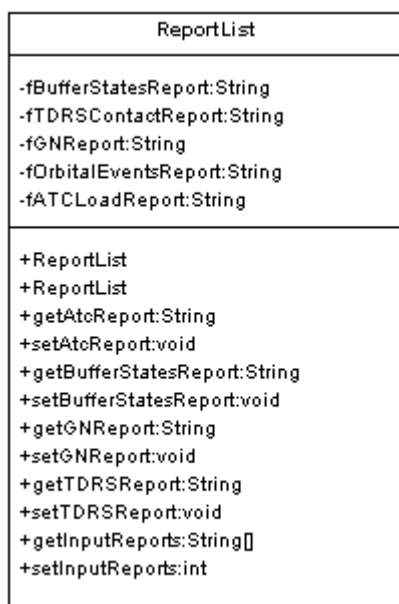 ReportList
-fBufferStatesReport:String
-fTDRSContactReport:String
-fGNReport:String
-fOrbitalEventsReport:String
-fATCLoadReport:String
+ReportList
+ReportList
+getAtcReport:String
+setAtcReport:void
+getBufferStatesReport:String
+setBufferStatesReport:void
+getGNReport:String
+setGNReport:void
+getTDRSReport:String
+setTDRSReport:void
+getInputReports:String[]
+setInputReports:int